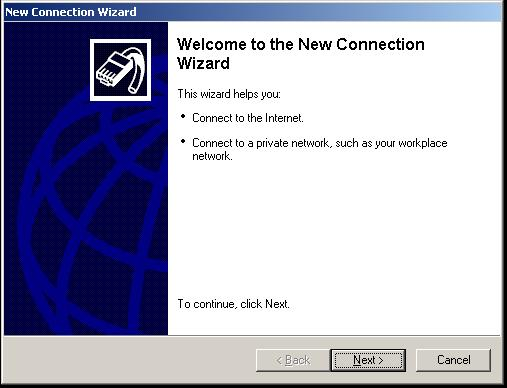 New Connection Wizard
Welcome to the New Connection
Wizard
This wizard helps you:
• Connect to the Internet.
• Connect to a private network, such as your workplace
network.
To continue, click Next.
< Back Next > Cancel